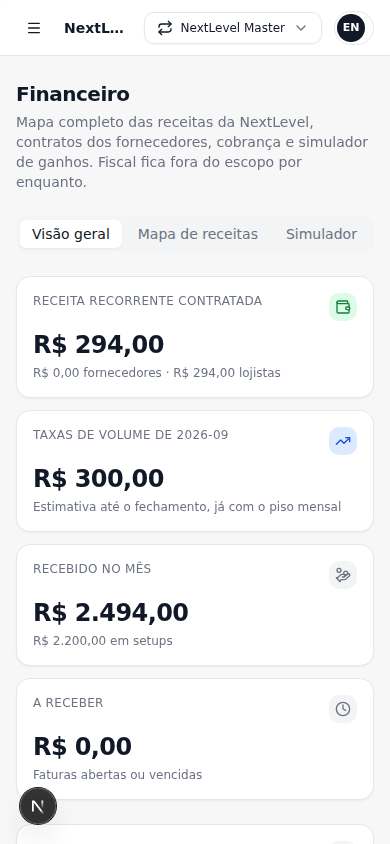 NextL...
NextLevel Master
EN
Financeiro
Mapa completo das receitas da NextLevel,
contratos dos fornecedores, cobrança e simulador
de ganhos. Fiscal fica fora do escopo por
enquanto.
Visão geral
Mapa de receitas
Simulador
RECEITA RECORRENTE CONTRATADA
R$ 294,00
R$ 0,00 fornecedores · R$ 294,00 lojistas
TAXAS DE VOLUME DE 2026-09
R$ 300,00
Estimativa até o fechamento, já com o piso mensal
RECEBIDO NO MÊS
R$ 2.494,00
R$ 2.200,00 em setups
A RECEBER
R$ 0,00
Faturas abertas ou vencidas
N